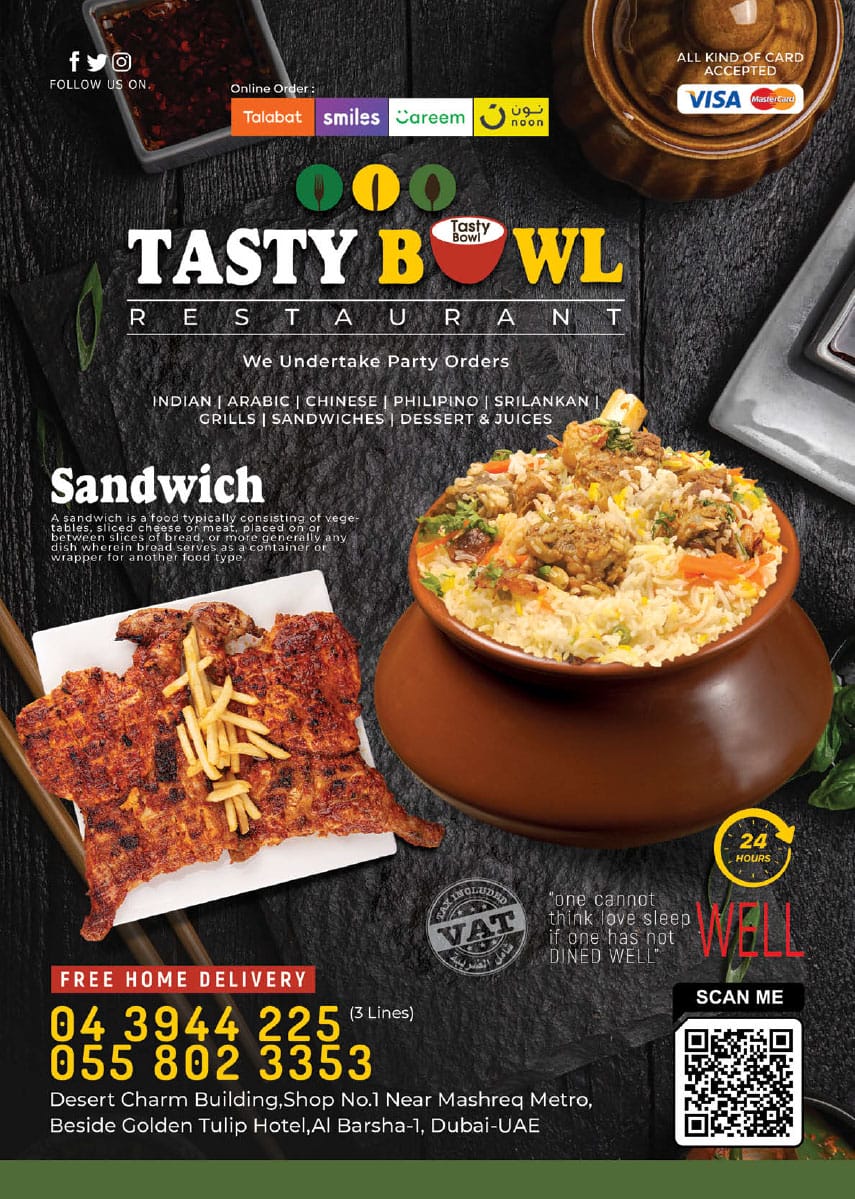 FOLLOW US ON.
Online Order :
Talabat
smiles
Careem
نون
noon
ALL KIND OF CARD
ACCEPTED
VISA
MasterCard
Tasty
Bowl
TASTY BOWL
RESTAURANT
We Undertake Party Orders
INDIAN | ARABIC | CHINESE | PHILIPINO | SRILANKAN |
GRILLS | SANDWICHES | DESSERT & JUICES
Sandwich
A sandwich is a food typically consisting of vege-
tables, sliced cheese or meat, placed on or
between slices of bread, or more generally any
dish wherein bread serves as a container or
wrapper for another food type.
24
HOURS
TAX INCLUDED
VAT
شامل الضريبة
"one cannot
think love sleep
if one has not
DINED WELL"
WELL
FREE HOME DELIVERY
04 3944 225 (3 Lines)
055 802 3353
Desert Charm Building,Shop No.1 Near Mashreq Metro,
Beside Golden Tulip Hotel,Al Barsha-1, Dubai-UAE
SCAN ME